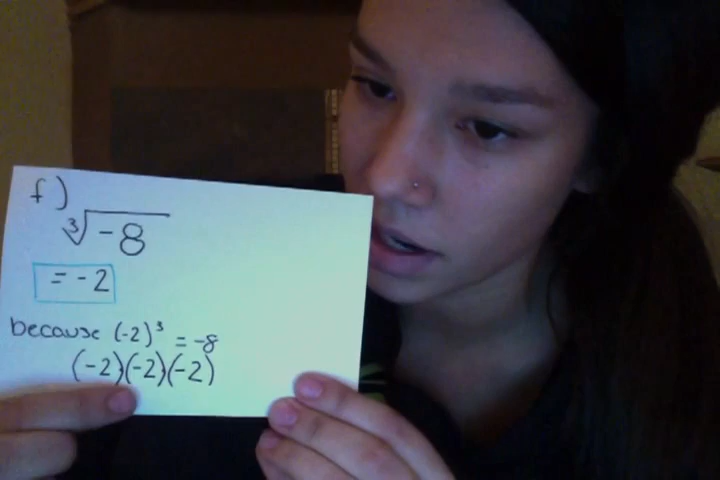 f)
∛-8
= -2
because (-2)³ = -8
(-2)(-2)(-2)